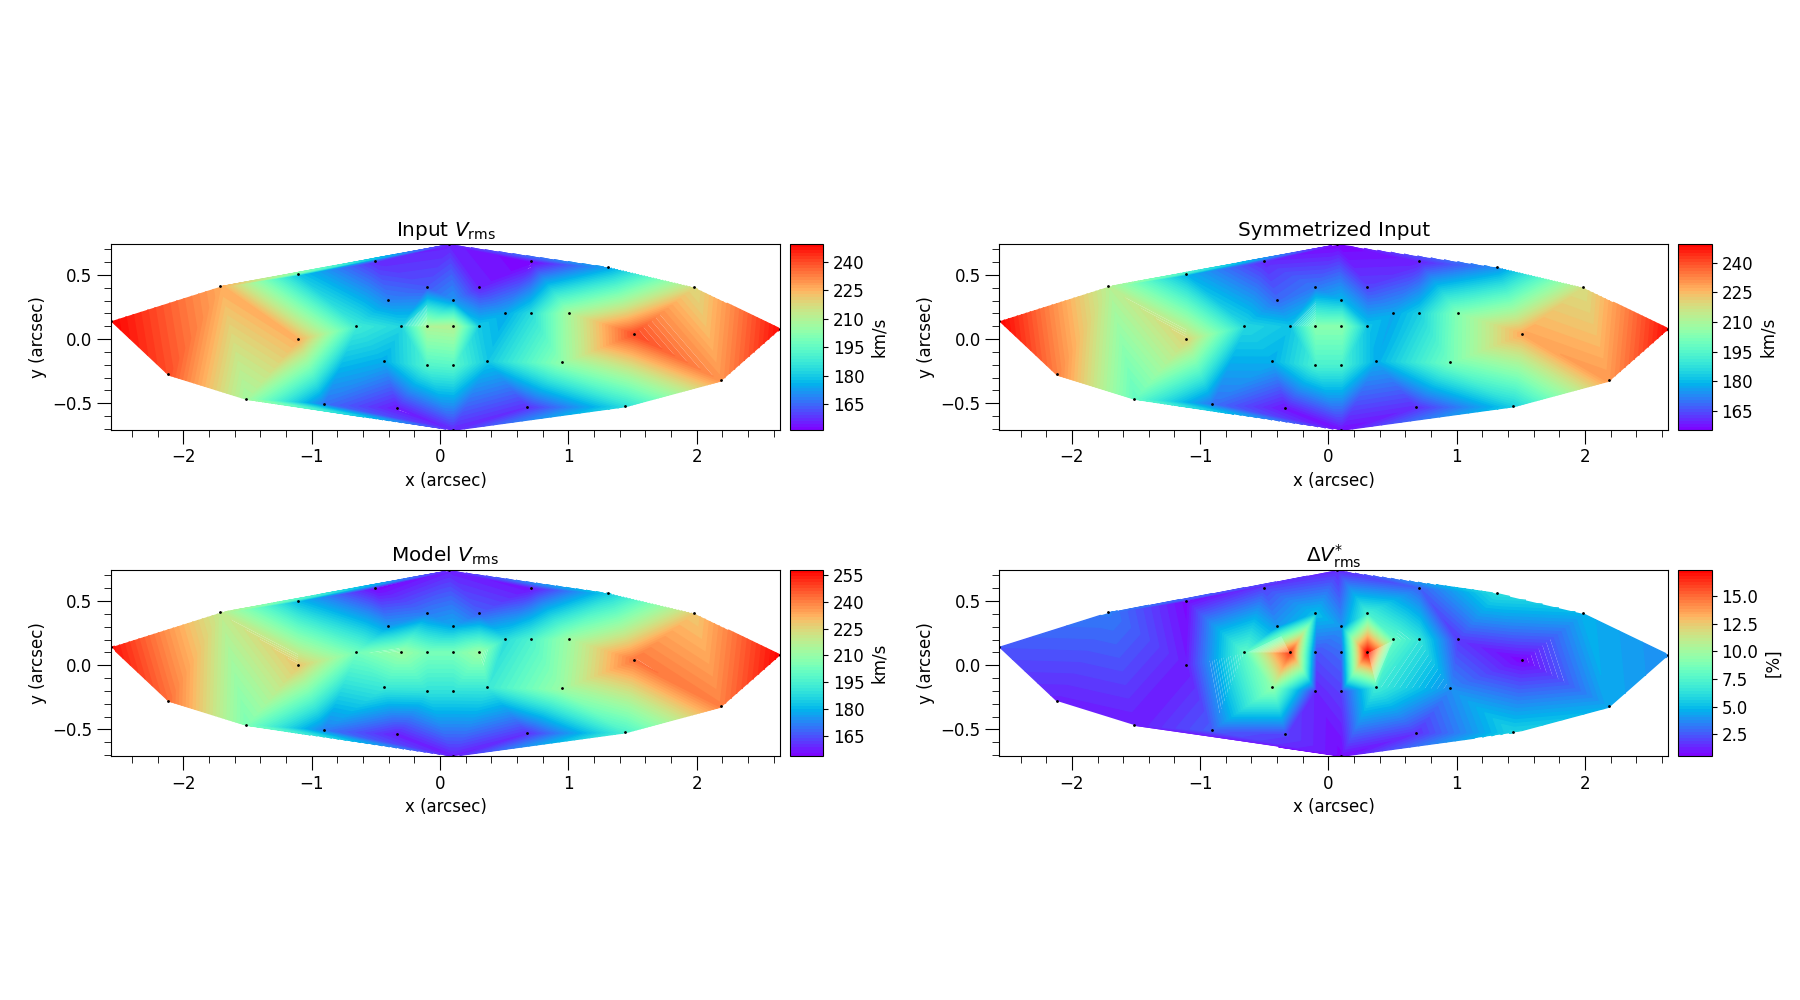 Input V_rms
0.5
0.0
−0.5
y (arcsec)
−2 −1 0 1 2
x (arcsec)
240
225
210
195
180
165
km/s
Symmetrized Input
0.5
0.0
−0.5
y (arcsec)
−2 −1 0 1 2
x (arcsec)
240
225
210
195
180
165
km/s
Model V_rms
0.5
0.0
−0.5
y (arcsec)
−2 −1 0 1 2
x (arcsec)
255
240
225
210
195
180
165
km/s
ΔV*_rms
0.5
0.0
−0.5
y (arcsec)
−2 −1 0 1 2
x (arcsec)
15.0
12.5
10.0
7.5
5.0
2.5
[%]